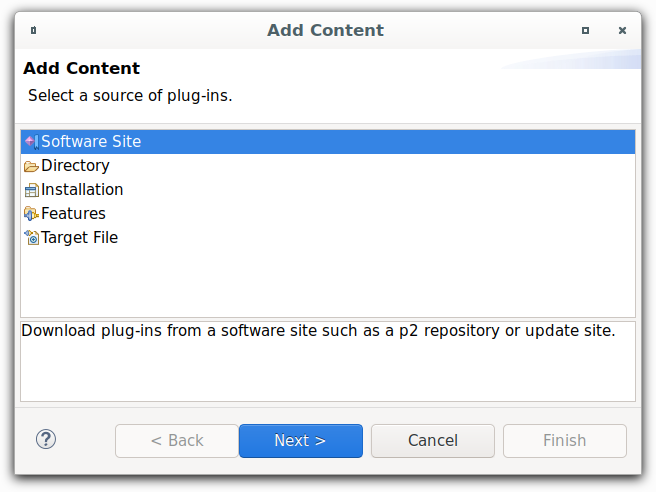 Add Content
Add Content
Select a source of plug-ins.
Software Site
Directory
Installation
Features
Target File
Download plug-ins from a software site such as a p2 repository or update site.
?
< Back
Next >
Cancel
Finish